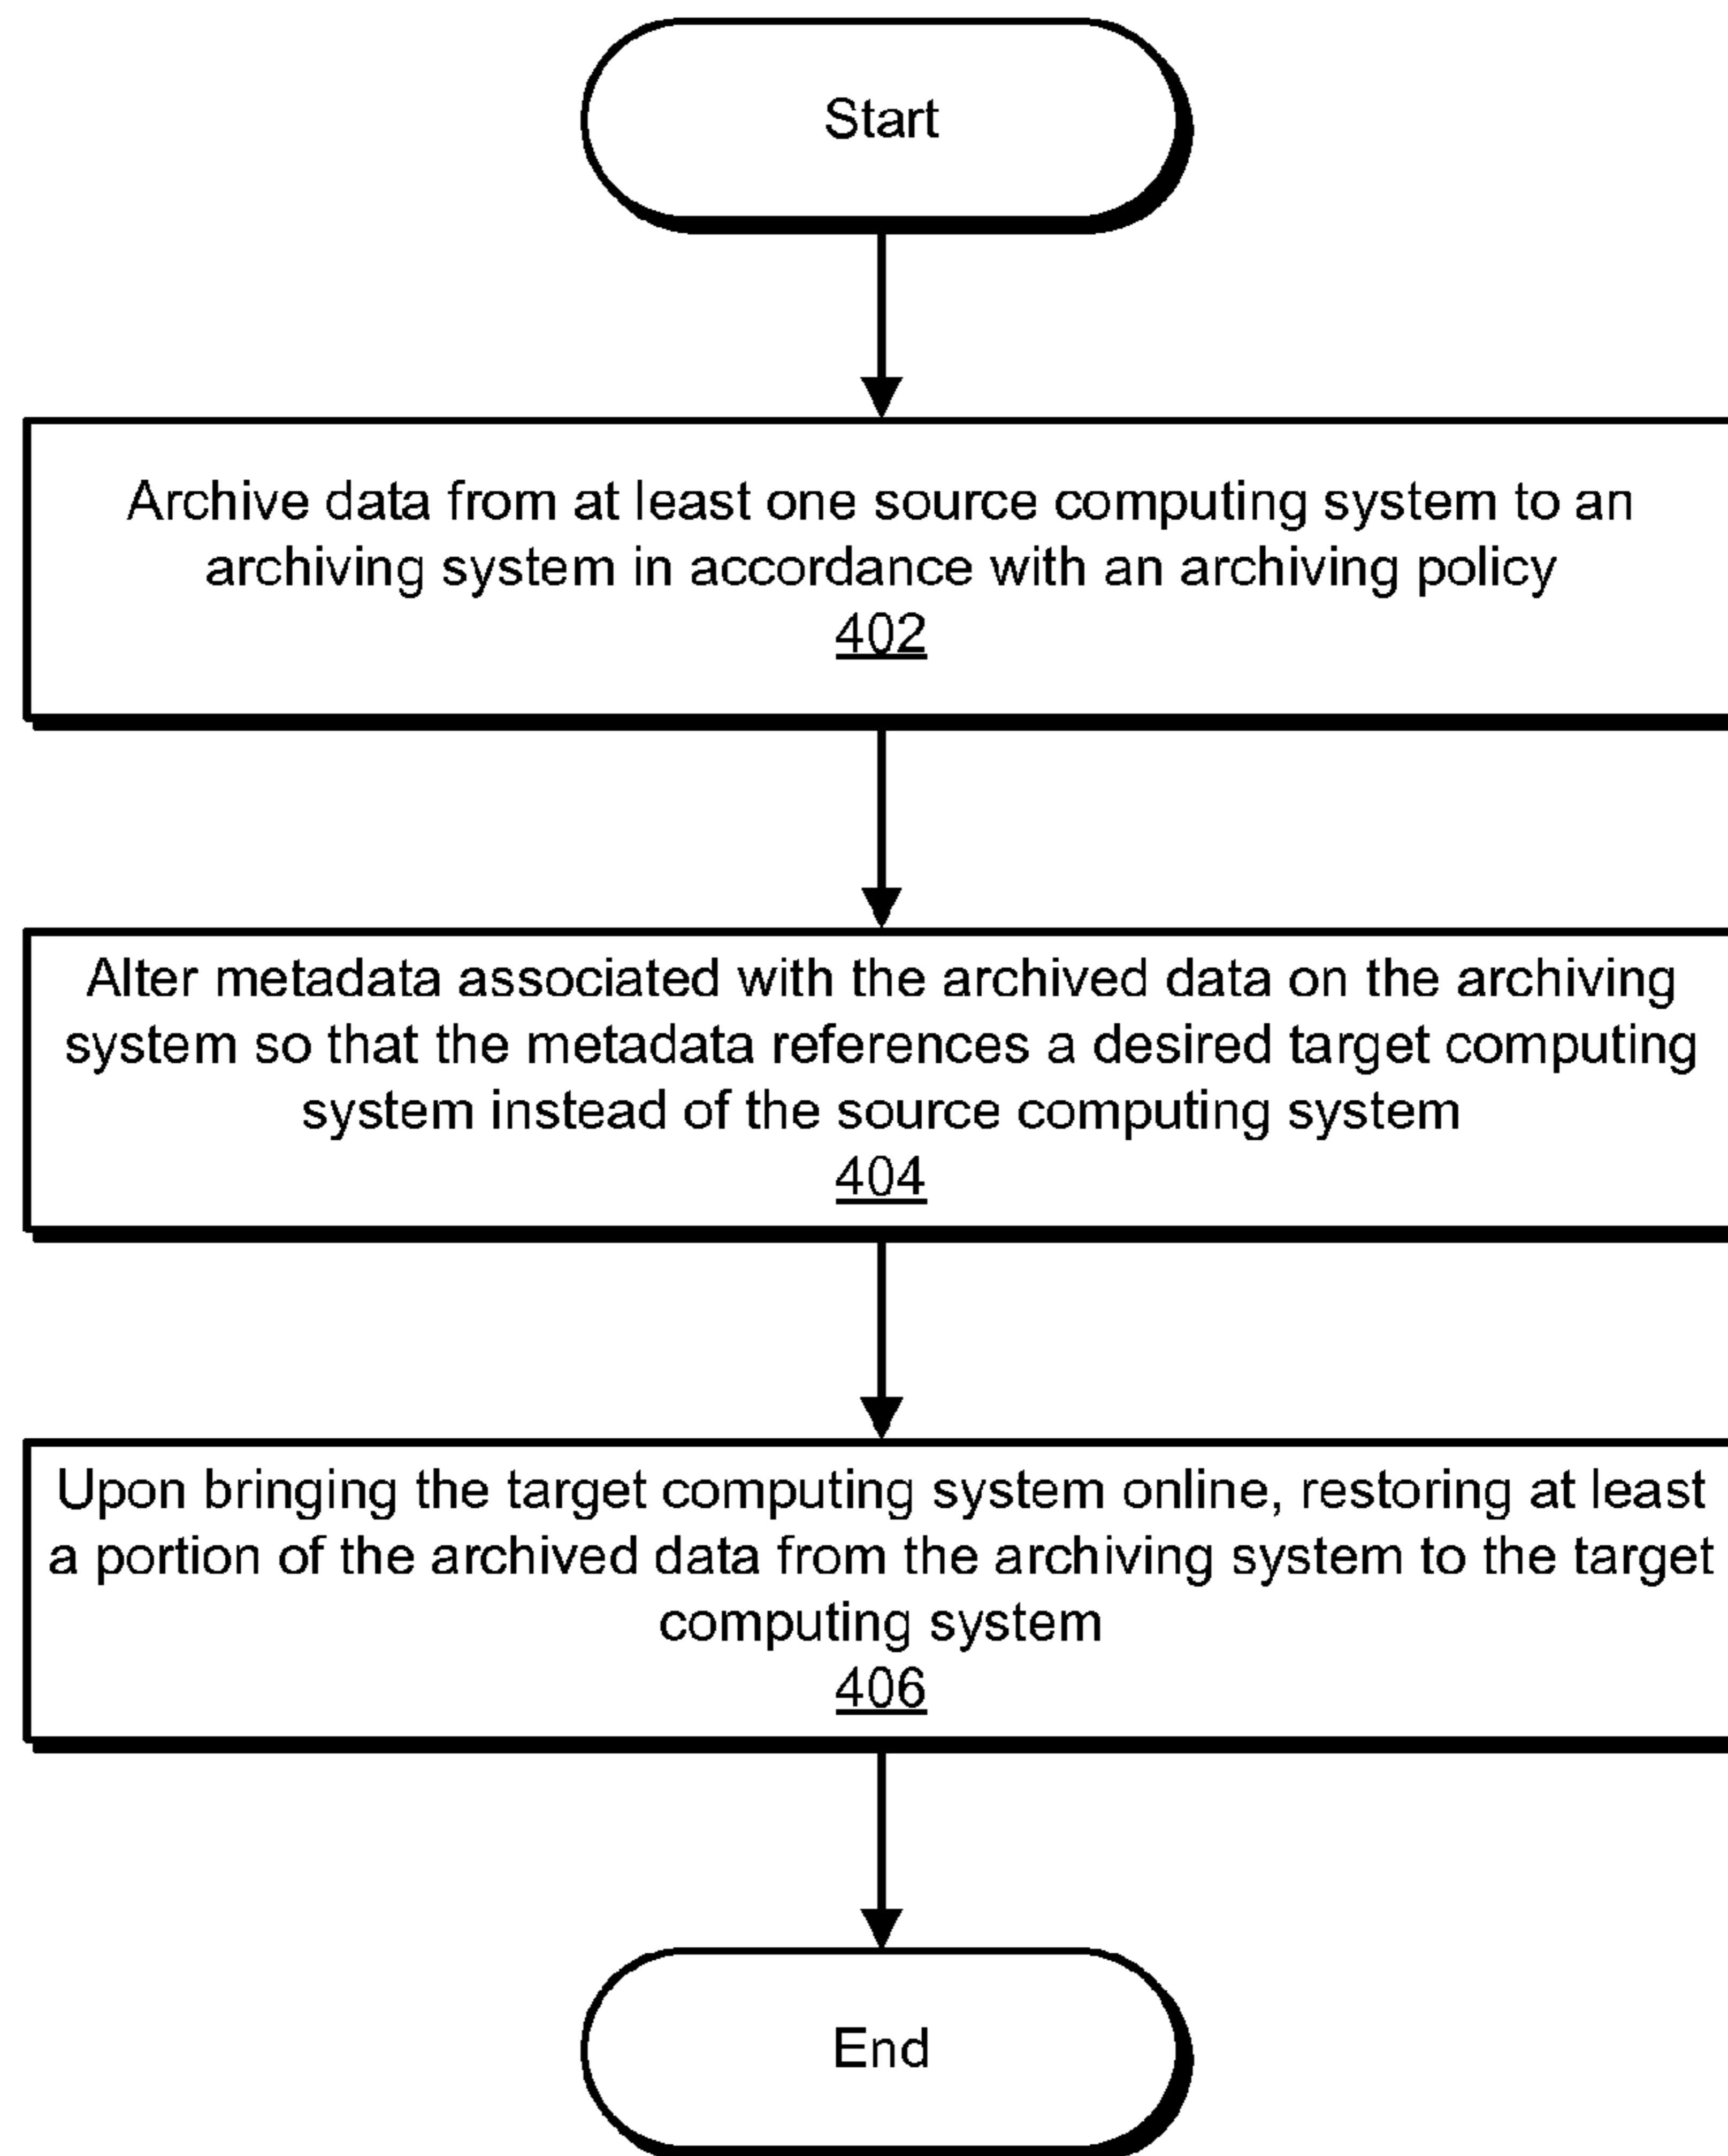 Start
Archive data from at least one source computing system to an
archiving system in accordance with an archiving policy
402
Alter metadata associated with the archived data on the archiving
system so that the metadata references a desired target computing
system instead of the source computing system
404
Upon bringing the target computing system online, restoring at least
a portion of the archived data from the archiving system to the target
computing system
406
End